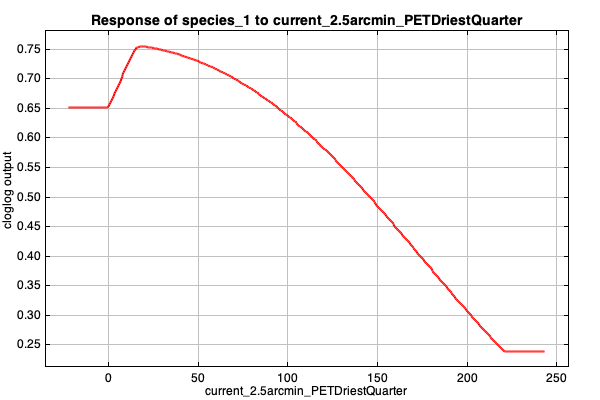 Response of species_1 to current_2.5arcmin_PETDriestQuarter
0.75
0.70
0.65
0.60
0.55
0.50
0.45
0.40
0.35
0.30
0.25
cloglog output
0 50 100 150 200 250
current_2.5arcmin_PETDriestQuarter